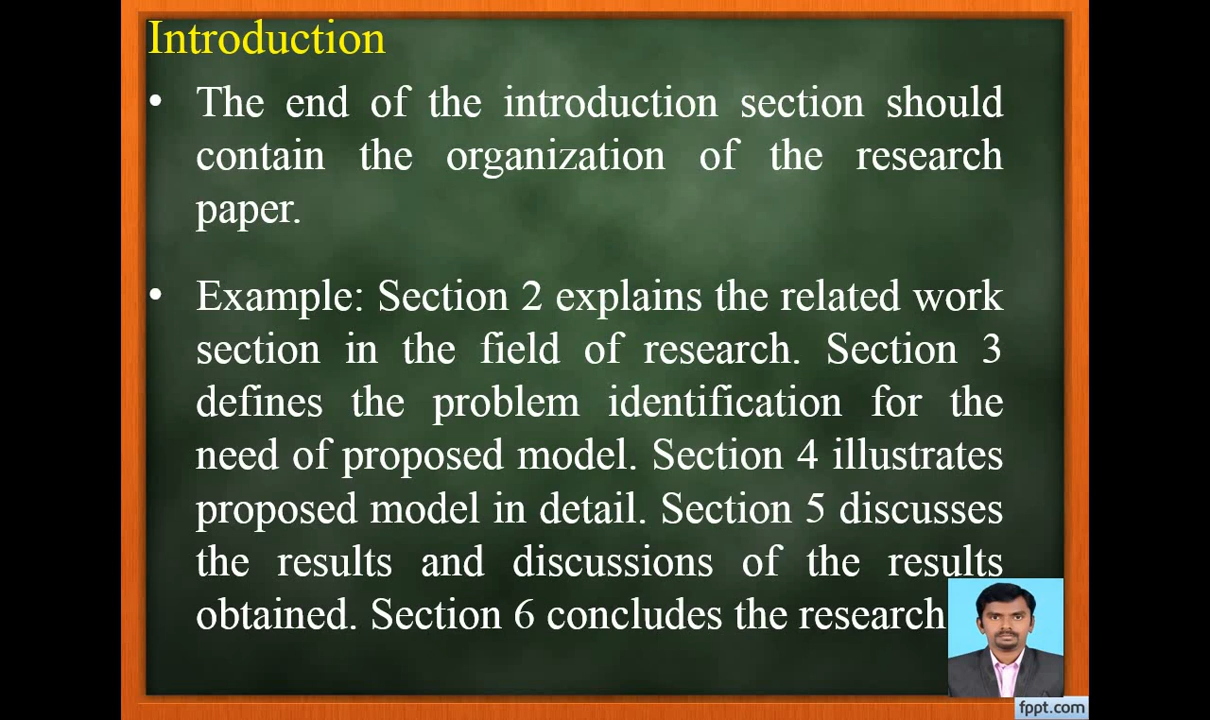 Introduction
• The end of the introduction section should
contain the organization of the research
paper.
• Example: Section 2 explains the related work
section in the field of research. Section 3
defines the problem identification for the
need of proposed model. Section 4 illustrates
proposed model in detail. Section 5 discusses
the results and discussions of the results
obtained. Section 6 concludes the research
fppt.com